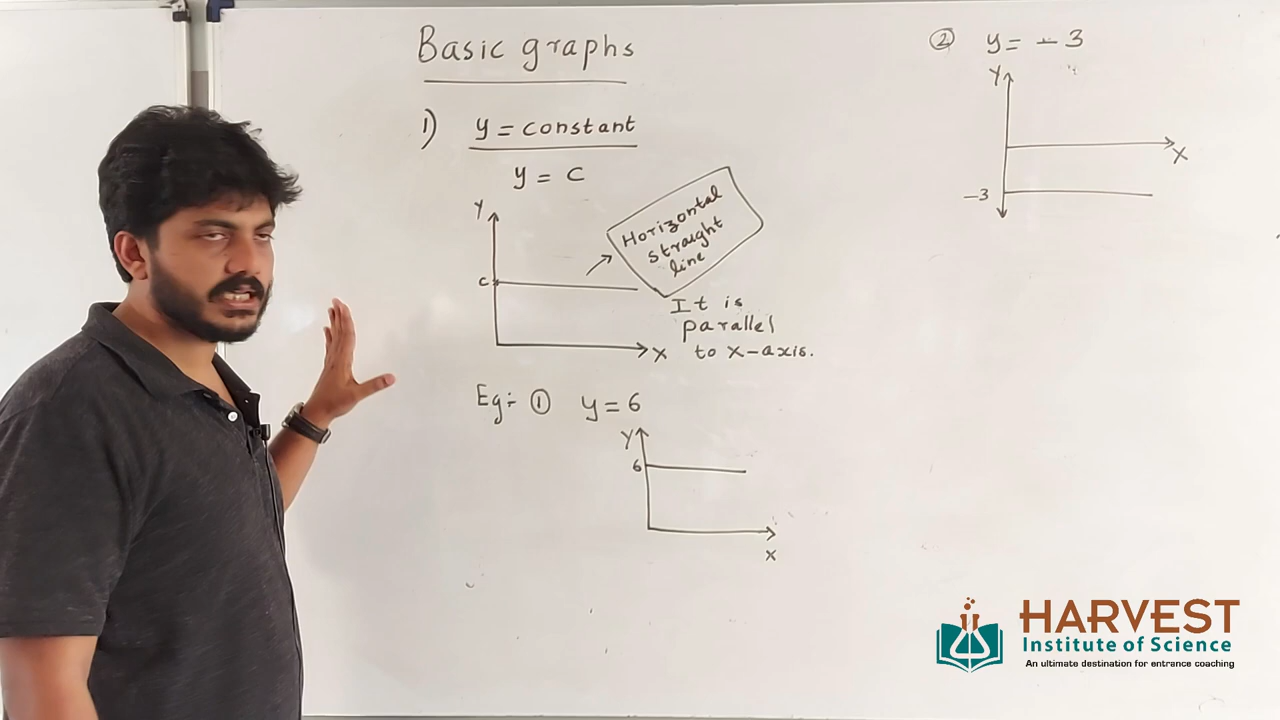 Basic graphs
1) y = constant
y = c
Y
c
X
Horizontal
straight
line
It is
parallel
to x-axis.
Eg:- ① y = 6
Y
6
X
② y = -3
Y
X
-3
HARVEST
Institute of Science
An ultimate destination for entrance coaching